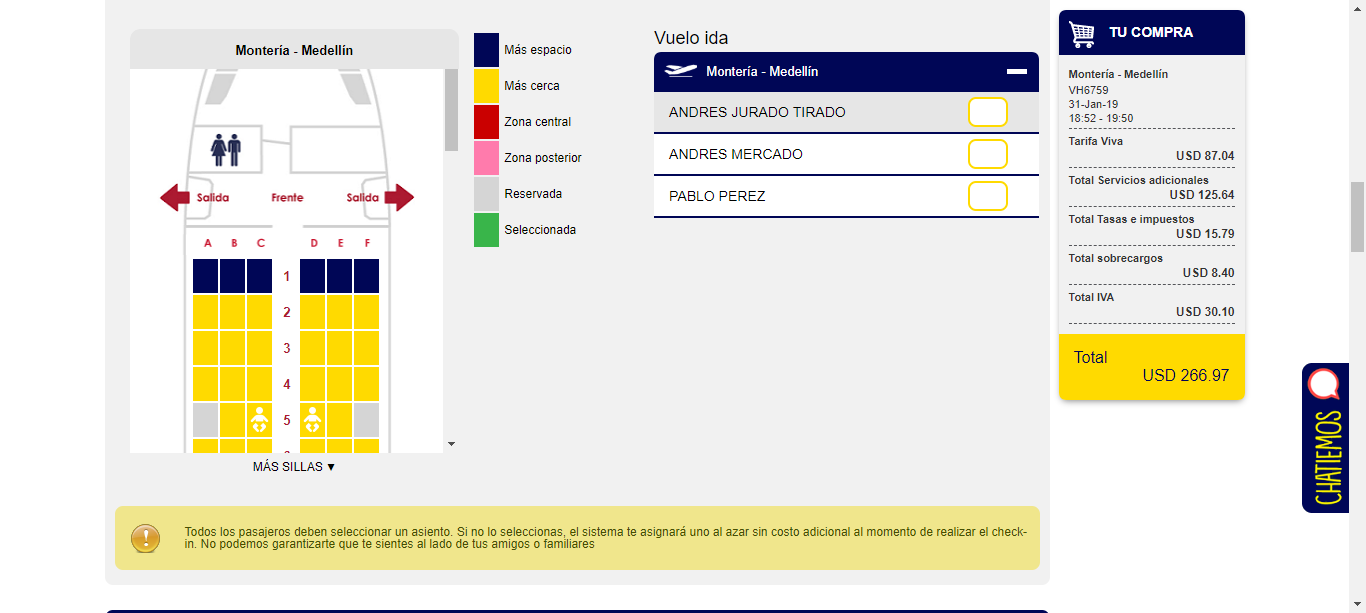 Montería - Medellín
Salida
Frente
Salida
A B C D E F
1
2
3
4
5
MÁS SILLAS ▼
Más espacio
Más cerca
Zona central
Zona posterior
Reservada
Seleccionada
Vuelo ida
Montería - Medellín
ANDRES JURADO TIRADO
ANDRES MERCADO
PABLO PEREZ
Todos los pasajeros deben seleccionar un asiento. Si no lo seleccionas, el sistema te asignará uno al azar sin costo adicional al momento de realizar el check-
in. No podemos garantizarte que te sientes al lado de tus amigos o familiares
TU COMPRA
Montería - Medellín
VH6759
31-Jan-19
18:52 - 19:50
Tarifa Viva
USD 87.04
Total Servicios adicionales
USD 125.64
Total Tasas e impuestos
USD 15.79
Total sobrecargos
USD 8.40
Total IVA
USD 30.10
Total
USD 266.97
CHATIEMOS